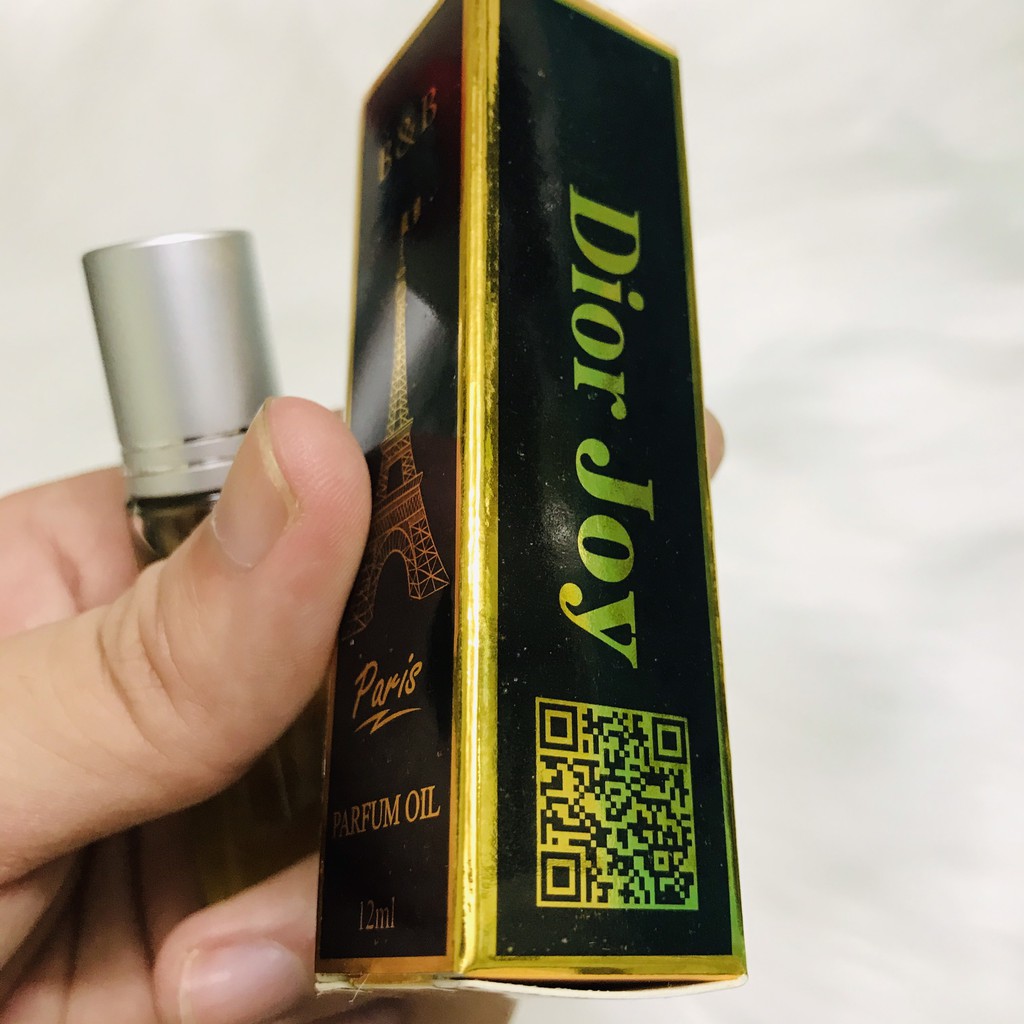 B & B
Paris
PARFUM OIL
12ml
Dior Joy